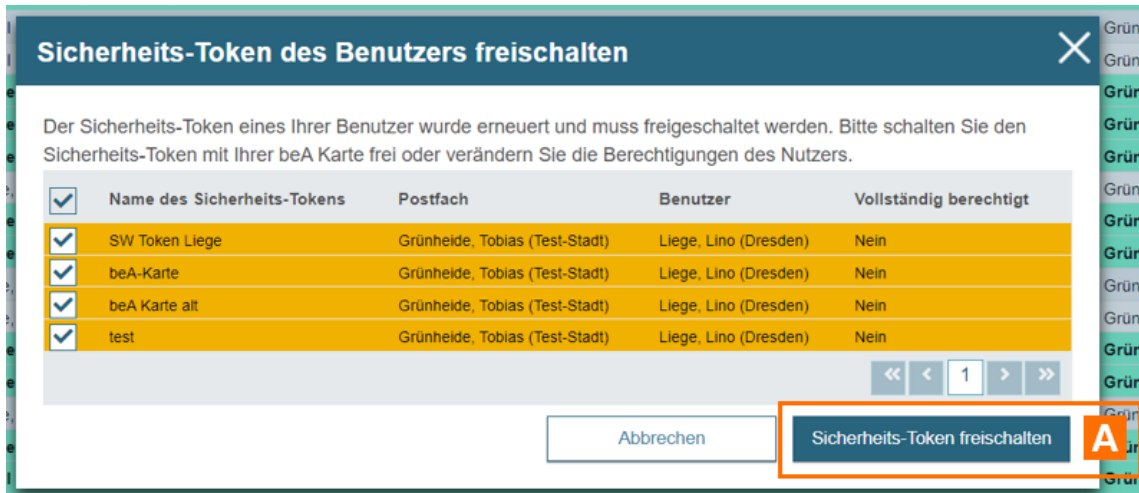 Sicherheits-Token des Benutzers freischalten
Der Sicherheits-Token eines Ihrer Benutzer wurde erneuert und muss freigeschaltet werden. Bitte schalten Sie den
Sicherheits-Token mit Ihrer beA Karte frei oder verändern Sie die Berechtigungen des Nutzers.
Name des Sicherheits-Tokens Postfach Benutzer Vollständig berechtigt
SW Token Liege Grünheide, Tobias (Test-Stadt) Liege, Lino (Dresden) Nein
beA-Karte Grünheide, Tobias (Test-Stadt) Liege, Lino (Dresden) Nein
beA Karte alt Grünheide, Tobias (Test-Stadt) Liege, Lino (Dresden) Nein
test Grünheide, Tobias (Test-Stadt) Liege, Lino (Dresden) Nein
« < 1 > »
Abbrechen Sicherheits-Token freischalten A